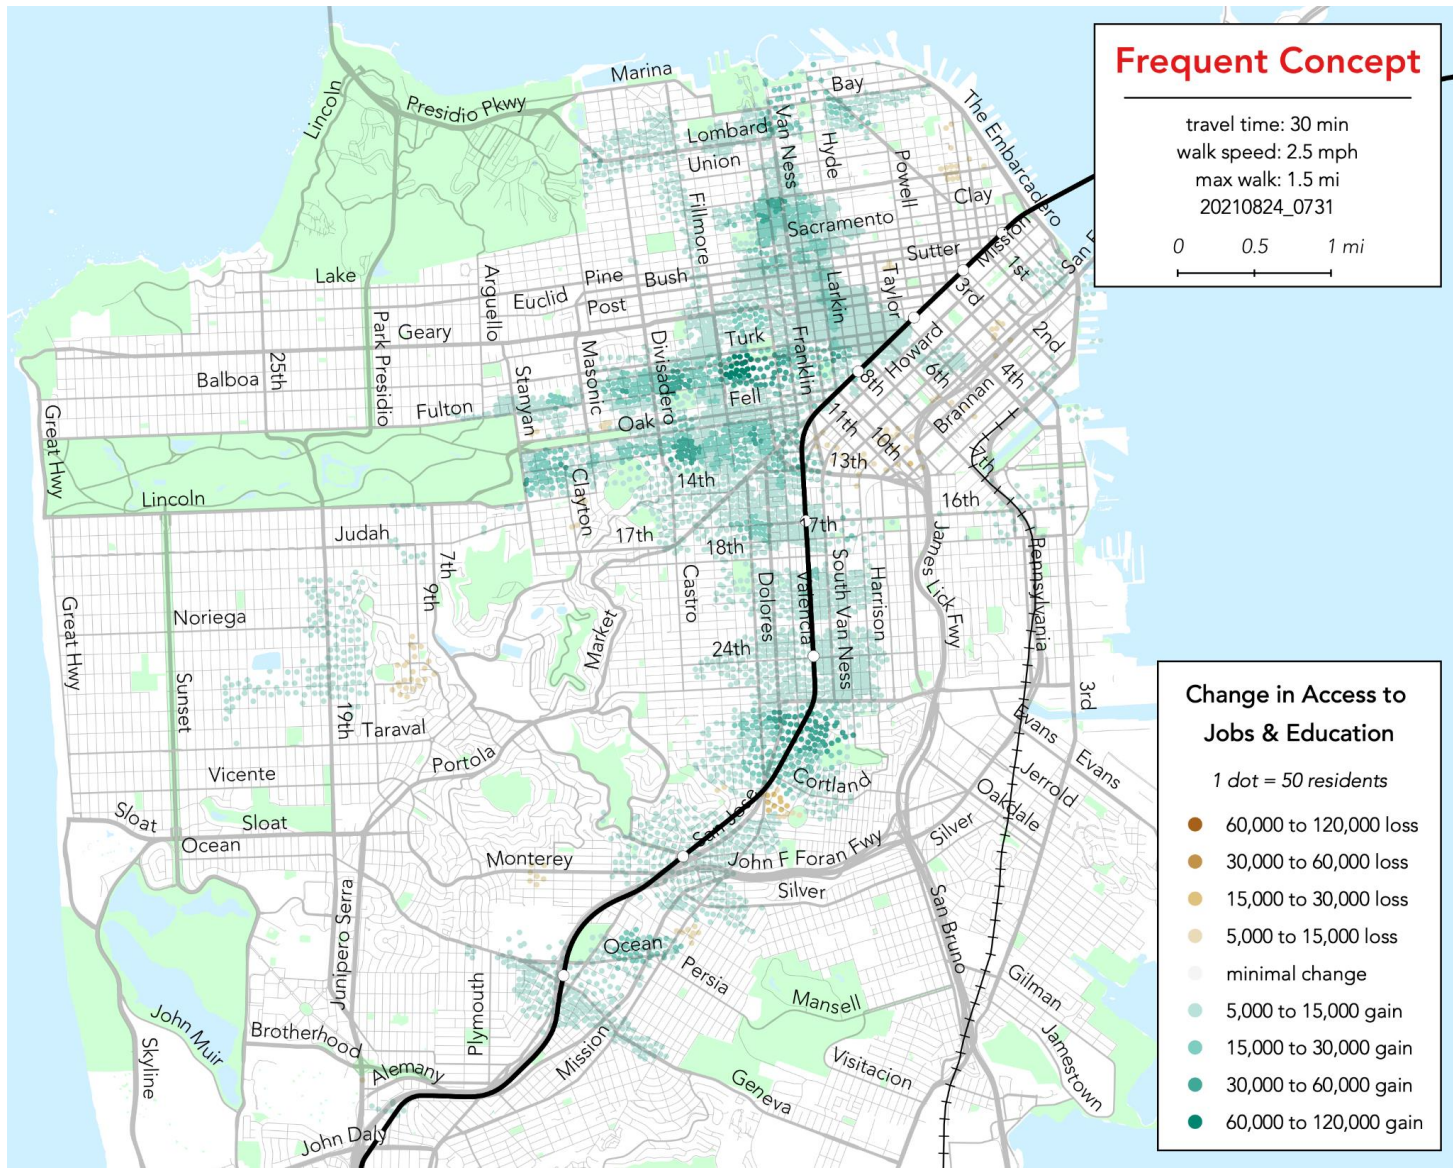 Frequent Concept
travel time: 30 min
walk speed: 2.5 mph
max walk: 1.5 mi
20210824_0731
0 0.5 1 mi
Marina
Bay
Presidio Pkwy
Lincoln
Lombard
Van Ness
Hyde
The Embarcadero
Union
Powell
Fillmore
Clay
Sacramento
Sutter
Mission
1st
Lake
Arguello
Pine
Bush
Larkin
Taylor
3rd
Euclid
Post
Geary
Park Presidio
Turk
Franklin
Howard
2nd
25th
Balboa
Stanyan
Masonic
Divisadero
8th
6th
4th
Brannan
Fulton
Fell
Oak
11th
10th
7th
Great Hwy
13th
14th
Clayton
Lincoln
16th
Judah
17th
17th
18th
James Lick Fwy
Pennsylvania
7th
9th
Castro
Dolores
Valencia
South Van Ness
Harrison
Great Hwy
Noriega
Market
24th
Sunset
19th
Taraval
3rd
Evans
Evans
Portola
Vicente
Cortland
Jerrold
Oakdale
Sloat
Sloat
San Jose
Silver
Ocean
Monterey
John F Foran Fwy
Silver
Junipero Serra
San Bruno
Ocean
Persia
Plymouth
Mansell
Gilman
John Muir
Brotherhood
Skyline
Alemany
Mission
Visitacion
Jamestown
Geneva
John Daly
Change in Access to
Jobs & Education
1 dot = 50 residents
60,000 to 120,000 loss
30,000 to 60,000 loss
15,000 to 30,000 loss
5,000 to 15,000 loss
minimal change
5,000 to 15,000 gain
15,000 to 30,000 gain
30,000 to 60,000 gain
60,000 to 120,000 gain